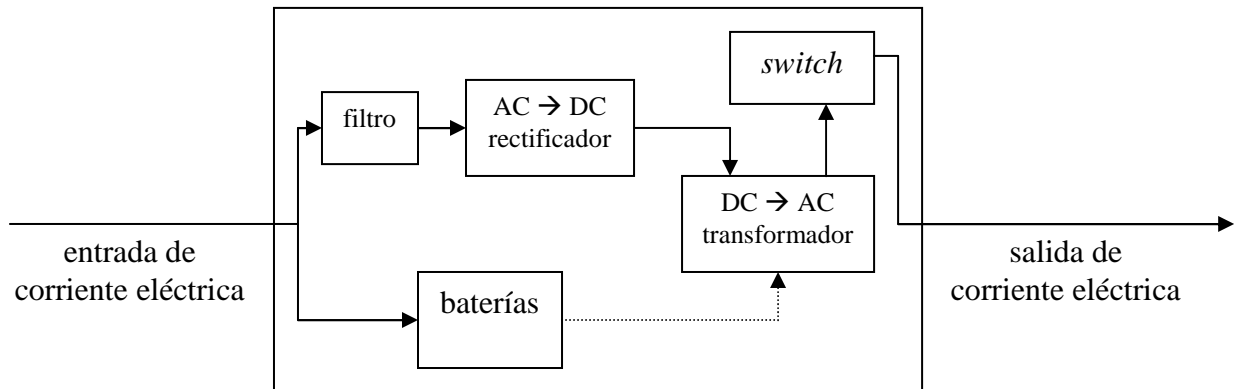 switch
filtro
AC → DC
rectificador
DC → AC
transformador
entrada de
corriente eléctrica
baterías
salida de
corriente eléctrica